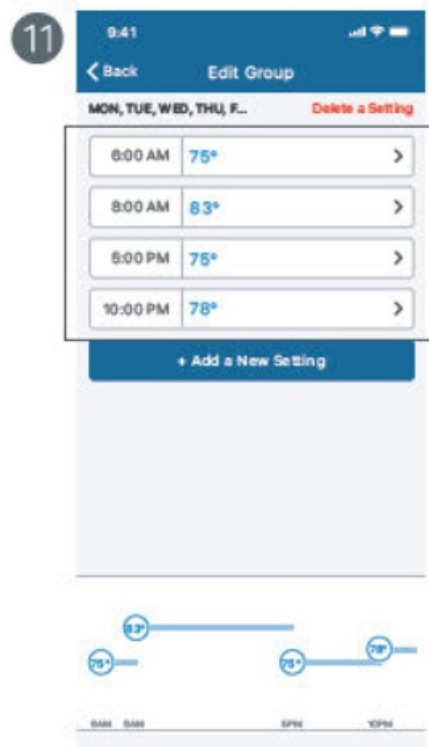 11
9:41
Back Edit Group
MON, TUE, WED, THU, F... Delete a Setting
6:00 AM 75°
8:00 AM 83°
5:00 PM 75°
10:00 PM 78°
+ Add a New Setting
83°
75° 75° 78°
6AM 8AM 5PM 10PM